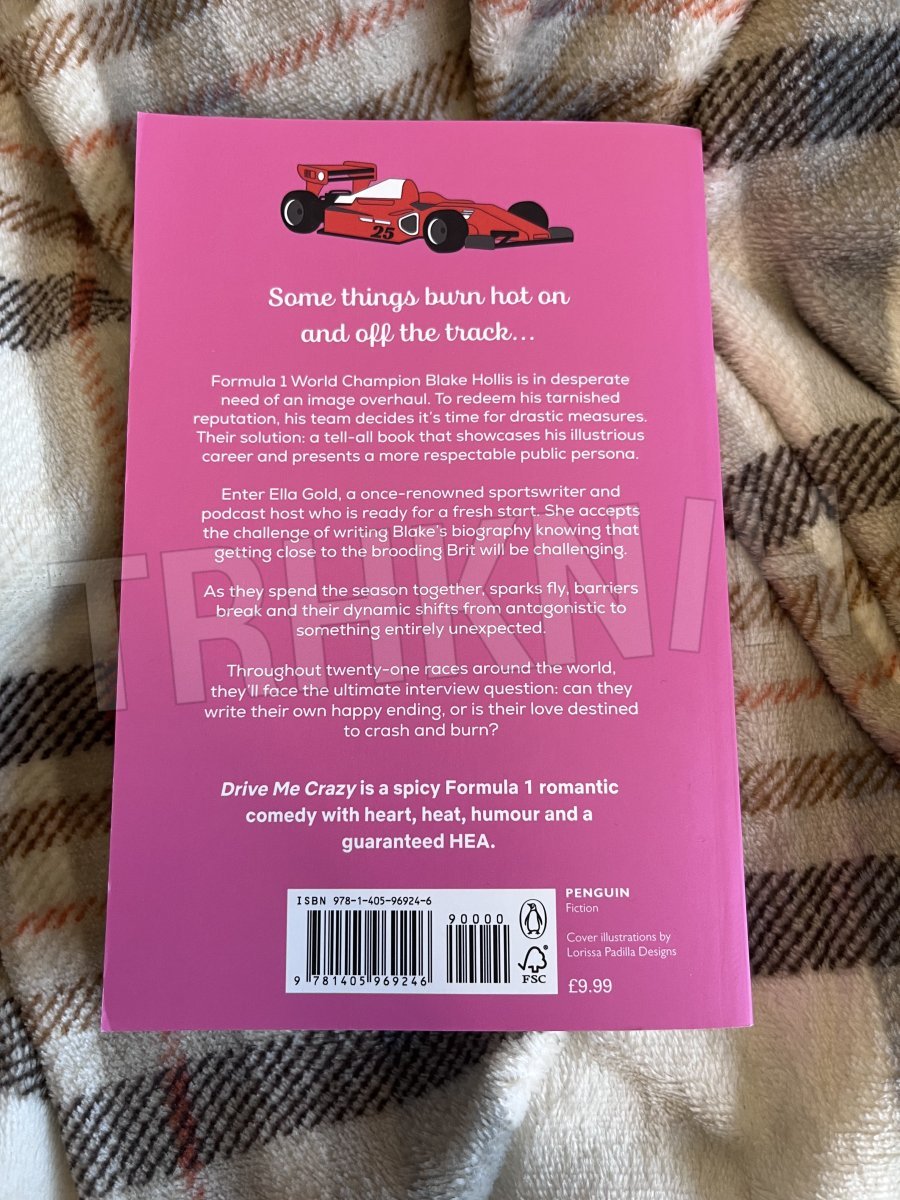 25
Some things burn hot on
and off the track...
Formula 1 World Champion Blake Hollis is in desperate
need of an image overhaul. To redeem his tarnished
reputation, his team decides it's time for drastic measures.
Their solution: a tell-all book that showcases his illustrious
career and presents a more respectable public persona.
Enter Ella Gold, a once-renowned sportswriter and
podcast host who is ready for a fresh start. She accepts
the challenge of writing Blake's biography knowing that
getting close to the brooding Brit will be challenging.
As they spend the season together, sparks fly, barriers
break and their dynamic shifts from antagonistic to
something entirely unexpected.
Throughout twenty-one races around the world,
they'll face the ultimate interview question: can they
write their own happy ending, or is their love destined
to crash and burn?
Drive Me Crazy is a spicy Formula 1 romantic
comedy with heart, heat, humour and a
guaranteed HEA.
ISBN 978-1-405-96924-6
90000
9 781405 969246
FSC
PENGUIN
Fiction
Cover illustrations by
Lorissa Padilla Designs
£9.99